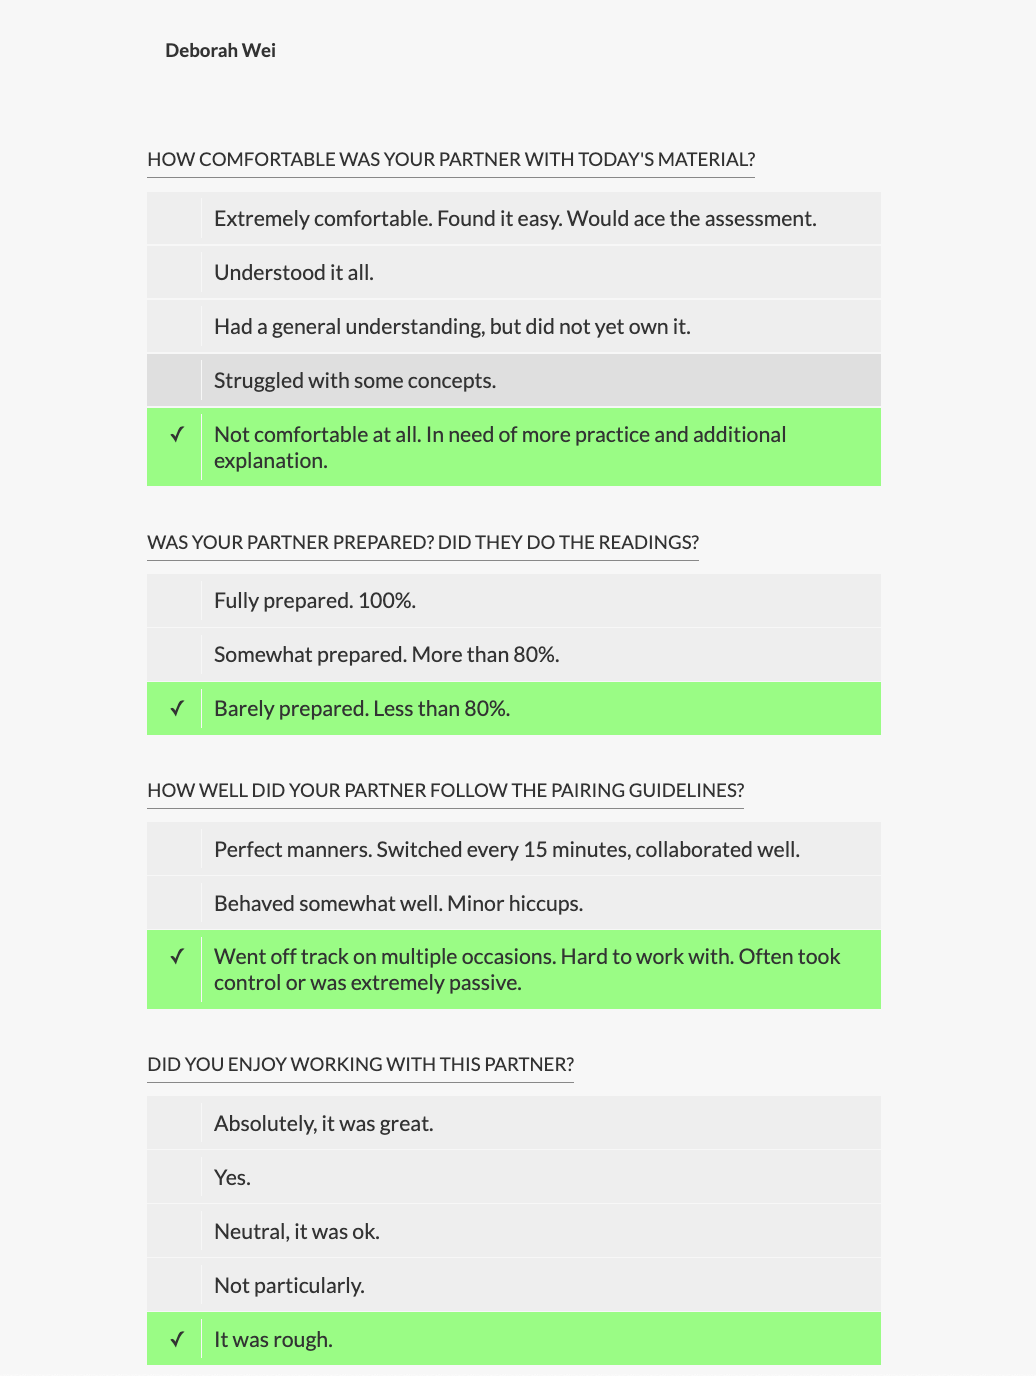 Deborah Wei
HOW COMFORTABLE WAS YOUR PARTNER WITH TODAY'S MATERIAL?
Extremely comfortable. Found it easy. Would ace the assessment.
Understood it all.
Had a general understanding, but did not yet own it.
Struggled with some concepts.
✓ Not comfortable at all. In need of more practice and additional
explanation.
WAS YOUR PARTNER PREPARED? DID THEY DO THE READINGS?
Fully prepared. 100%.
Somewhat prepared. More than 80%.
✓ Barely prepared. Less than 80%.
HOW WELL DID YOUR PARTNER FOLLOW THE PAIRING GUIDELINES?
Perfect manners. Switched every 15 minutes, collaborated well.
Behaved somewhat well. Minor hiccups.
✓ Went off track on multiple occasions. Hard to work with. Often took
control or was extremely passive.
DID YOU ENJOY WORKING WITH THIS PARTNER?
Absolutely, it was great.
Yes.
Neutral, it was ok.
Not particularly.
✓ It was rough.